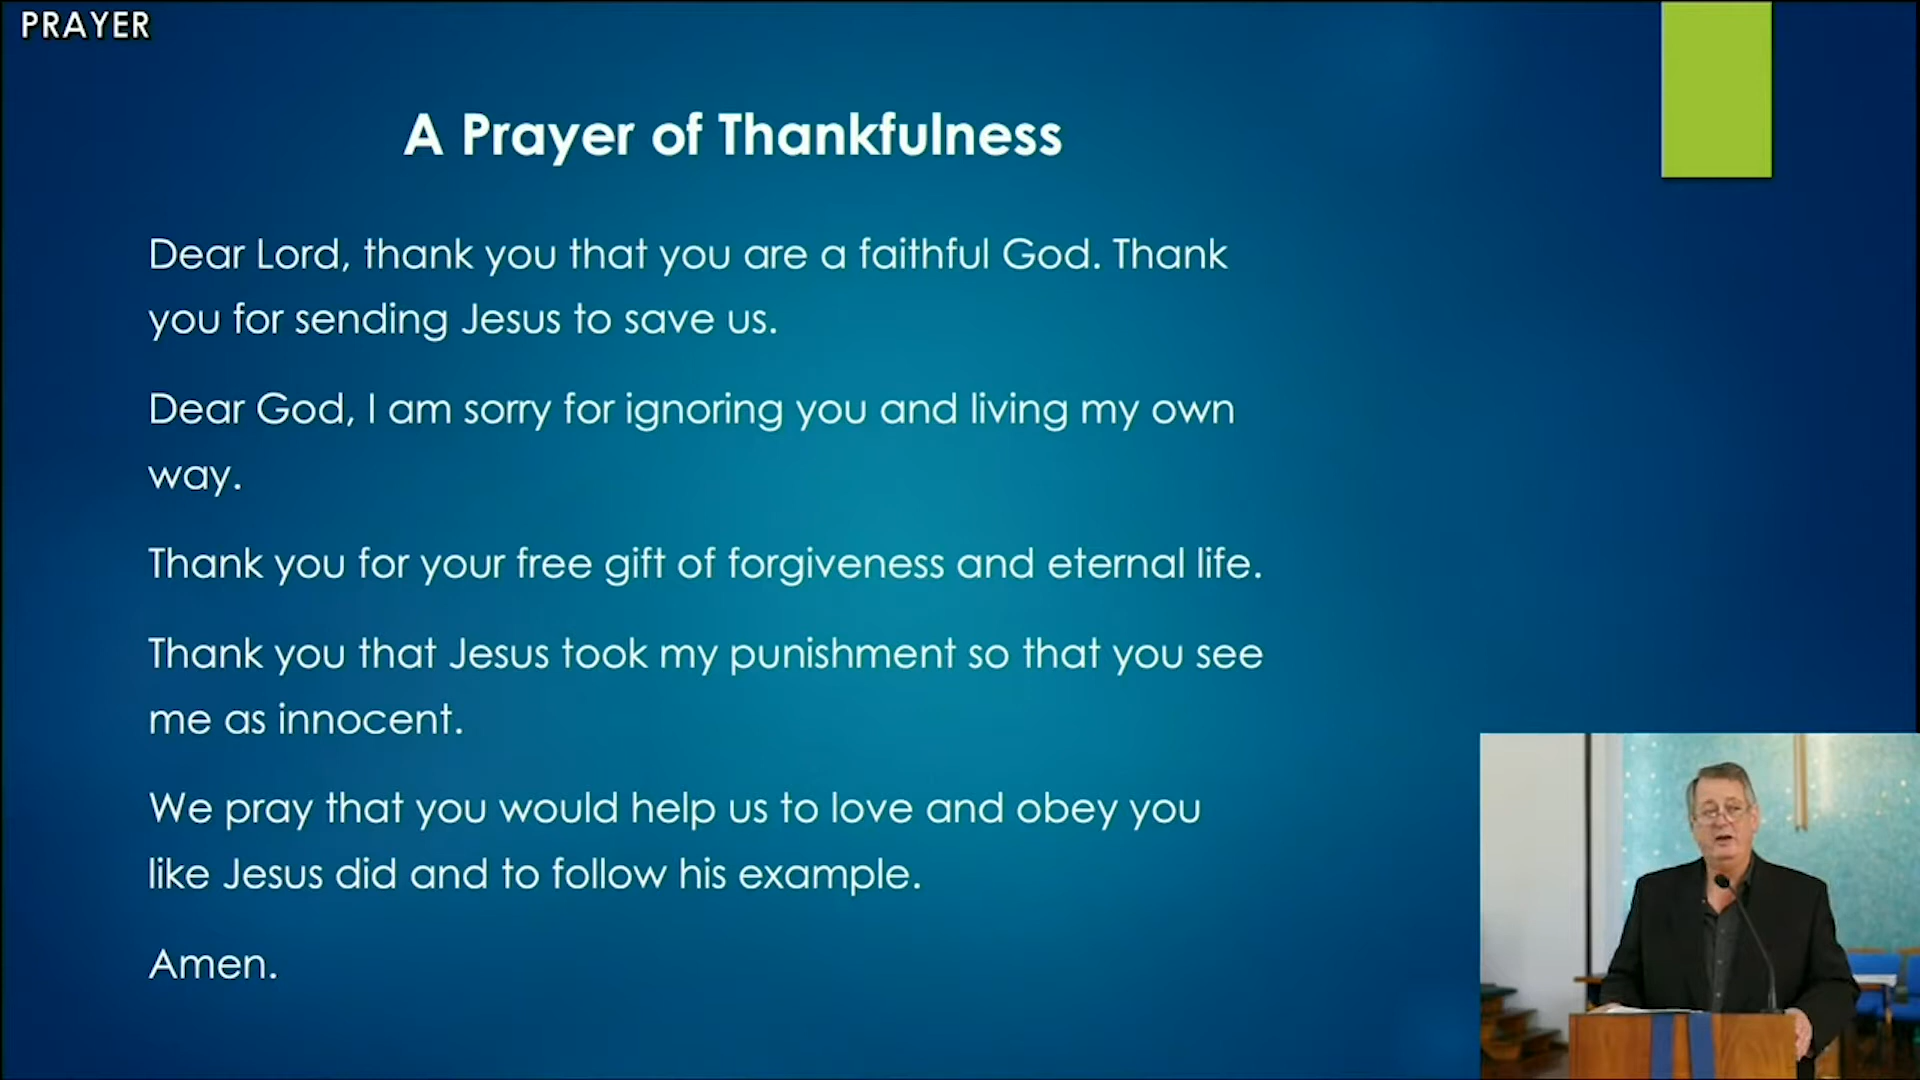 PRAYER
A Prayer of Thankfulness
Dear Lord, thank you that you are a faithful God. Thank
you for sending Jesus to save us.
Dear God, I am sorry for ignoring you and living my own
way.
Thank you for your free gift of forgiveness and eternal life.
Thank you that Jesus took my punishment so that you see
me as innocent.
We pray that you would help us to love and obey you
like Jesus did and to follow his example.
Amen.